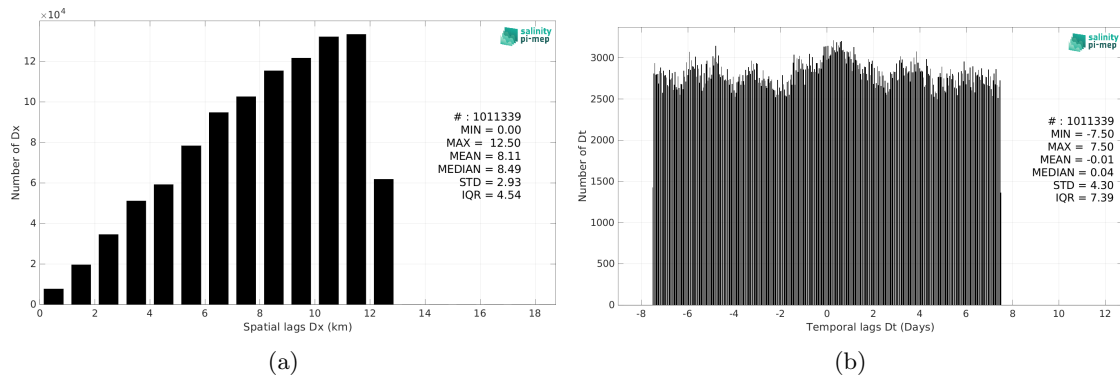 ×10⁴
12
10
8
6
4
2
0
Number of Dx
salinity
pi-mep
# : 1011339
MIN = 0.00
MAX = 12.50
MEAN = 8.11
MEDIAN = 8.49
STD = 2.93
IQR = 4.54
0 2 4 6 8 10 12 14 16 18
Spatial lags Dx (km)
(a)
3000
2500
2000
1500
1000
500
0
Number of Dt
salinity
pi-mep
# : 1011339
MIN = -7.50
MAX = 7.50
MEAN = -0.01
MEDIAN = 0.04
STD = 4.30
IQR = 7.39
-8 -6 -4 -2 0 2 4 6 8 10 12
Temporal lags Dt (Days)
(b)